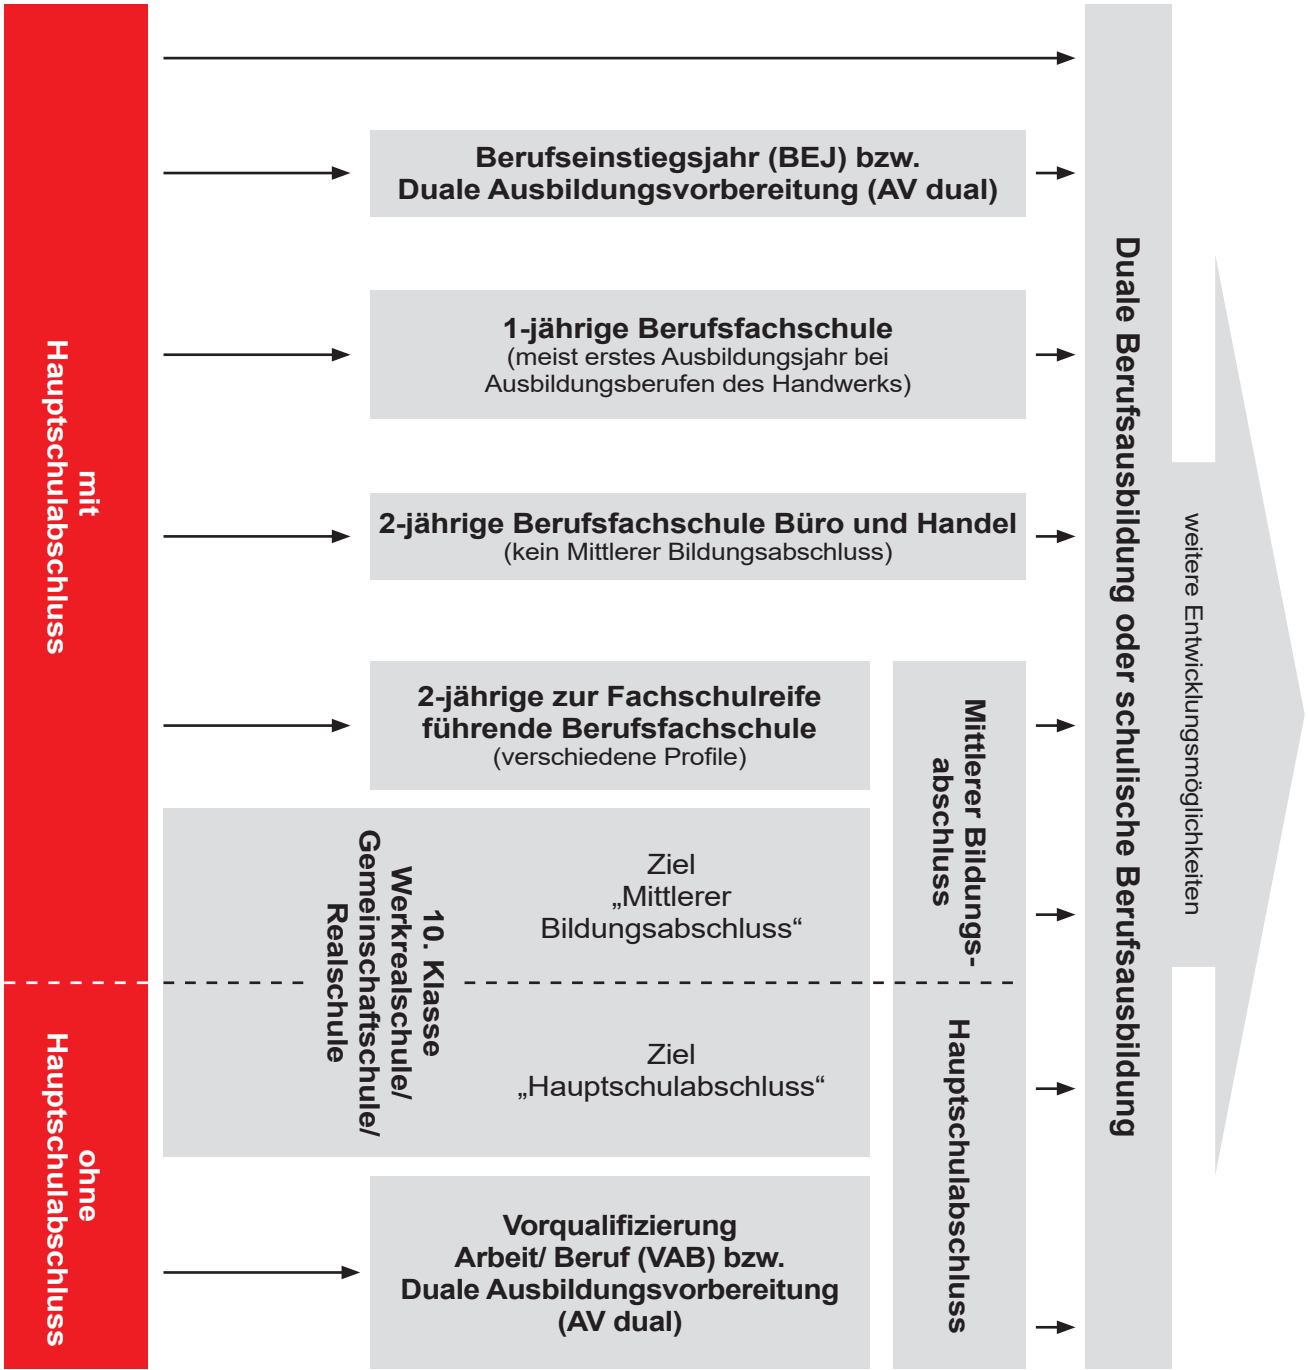 mit
Hauptschulabschluss
Berufseinstiegsjahr (BEJ) bzw.
Duale Ausbildungsvorbereitung (AV dual)
1-jährige Berufsfachschule
(meist erstes Ausbildungsjahr bei
Ausbildungsberufen des Handwerks)
2-jährige Berufsfachschule Büro und Handel
(kein Mittlerer Bildungsabschluss)
2-jährige zur Fachschulreife
führende Berufsfachschule
(verschiedene Profile)
10. Klasse
Werkrealschule/
Gemeinschaftschule/
Realschule
Ziel
„Mittlerer
Bildungsabschluss“
Mittlerer Bildungs-
abschluss
ohne
Hauptschulabschluss
Ziel
„Hauptschulabschluss“
Hauptschulabschluss
Vorqualifizierung
Arbeit/ Beruf (VAB) bzw.
Duale Ausbildungsvorbereitung
(AV dual)
Duale Berufsausbildung oder schulische Berufsausbildung
weitere Entwicklungsmöglichkeiten